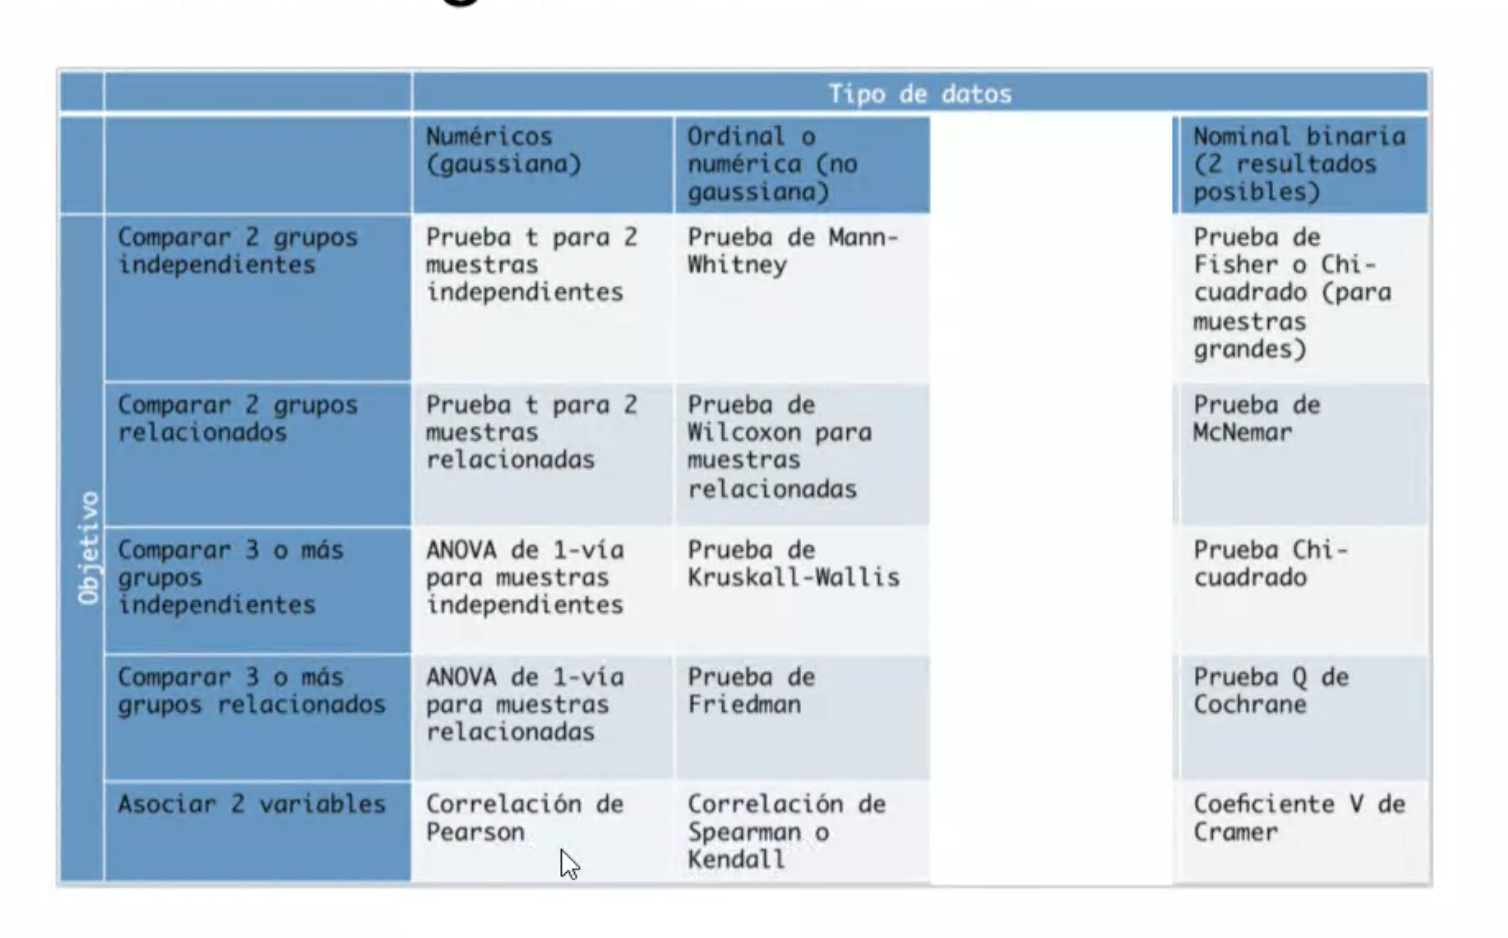 Tipo de datos
Numéricos
(gaussiana)
Ordinal o
numérica (no
gaussiana)
Nominal binaria
(2 resultados
posibles)
Objetivo
Comparar 2 grupos
independientes
Prueba t para 2
muestras
independientes
Prueba de Mann-
Whitney
Prueba de
Fisher o Chi-
cuadrado (para
muestras
grandes)
Comparar 2 grupos
relacionados
Prueba t para 2
muestras
relacionadas
Prueba de
Wilcoxon para
muestras
relacionadas
Prueba de
McNemar
Comparar 3 o más
grupos
independientes
ANOVA de 1-vía
para muestras
independientes
Prueba de
Kruskall-Wallis
Prueba Chi-
cuadrado
Comparar 3 o más
grupos relacionados
ANOVA de 1-vía
para muestras
relacionadas
Prueba de
Friedman
Prueba Q de
Cochrane
Asociar 2 variables
Correlación de
Pearson
Correlación de
Spearman o
Kendall
Coeficiente V de
Cramer